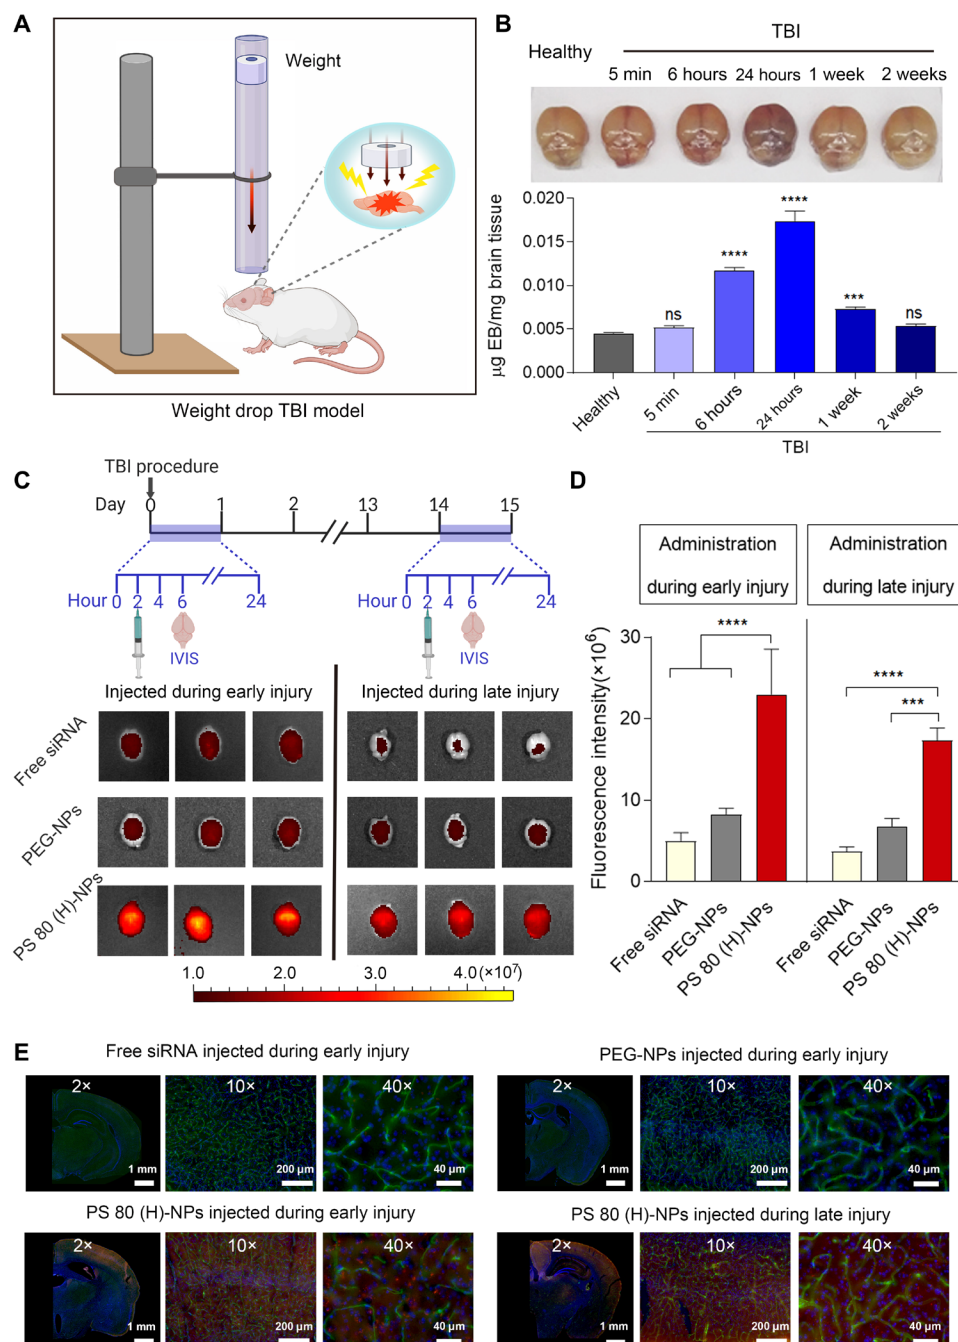 A
Weight
Weight drop TBI model
B
TBI
Healthy
5 min 6 hours 24 hours 1 week 2 weeks
0.020
0.015
0.010
0.005
0.000
µg EB/mg brain tissue
ns
****
****
***
ns
Healthy
5 min
6 hours
24 hours
1 week
2 weeks
TBI
C
TBI procedure
Day 0 1 2 13 14 15
Hour 0 2 4 6 24
Hour 0 2 4 6 24
IVIS
IVIS
Injected during early injury
Injected during late injury
Free siRNA
PEG-NPs
PS 80 (H)-NPs
1.0 2.0 3.0 4.0 (×10⁷)
D
Administration
during early injury
Administration
during late injury
30
20
10
0
Fluorescence intensity(×10⁶)
****
****
***
Free siRNA
PEG-NPs
PS 80 (H)-NPs
Free siRNA
PEG-NPs
PS 80 (H)-NPs
E
Free siRNA injected during early injury
2× 10× 40×
1 mm 200 µm 40 µm
PEG-NPs injected during early injury
2× 10× 40×
1 mm 200 µm 40 µm
PS 80 (H)-NPs injected during early injury
2× 10× 40×
1 mm 200 µm 40 µm
PS 80 (H)-NPs injected during late injury
2× 10× 40×
1 mm 200 µm 40 µm